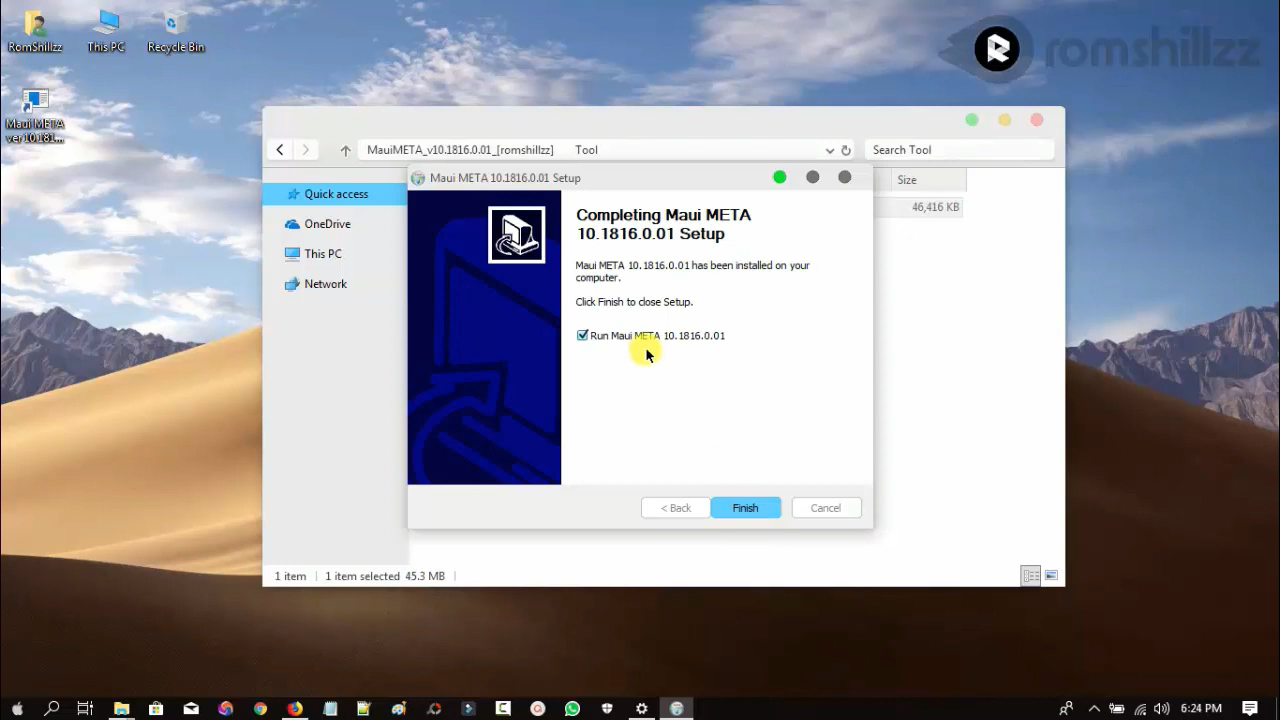 RomShillzz
This PC
Recycle Bin
romshillzz
Maui META
ver10.181...
MauiMETA_v10.1816.0.01_[romshillzz]
Tool
Search Tool
Maui META 10.1816.0.01 Setup
Size
Quick access
46,416 KB
OneDrive
This PC
Network
Completing Maui META
10.1816.0.01 Setup
Maui META 10.1816.0.01 has been installed on your
computer.
Click Finish to close Setup.
Run Maui META 10.1816.0.01
< Back
Finish
Cancel
1 item
1 item selected 45.3 MB
6:24 PM